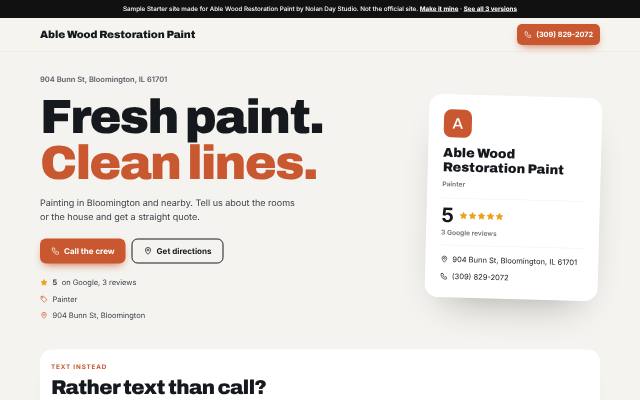 Sample Starter site made for Able Wood Restoration Paint by Nolan Day Studio. Not the official site. Make it mine · See all 3 versions
Able Wood Restoration Paint
(309) 829-2072
904 Bunn St, Bloomington, IL 61701
Fresh paint.
Clean lines.
Painting in Bloomington and nearby. Tell us about the rooms
or the house and get a straight quote.
Call the crew
Get directions
5 on Google, 3 reviews
Painter
904 Bunn St, Bloomington
A
Able Wood
Restoration Paint
Painter
5
3 Google reviews
904 Bunn St, Bloomington, IL 61701
(309) 829-2072
TEXT INSTEAD
Rather text than call?